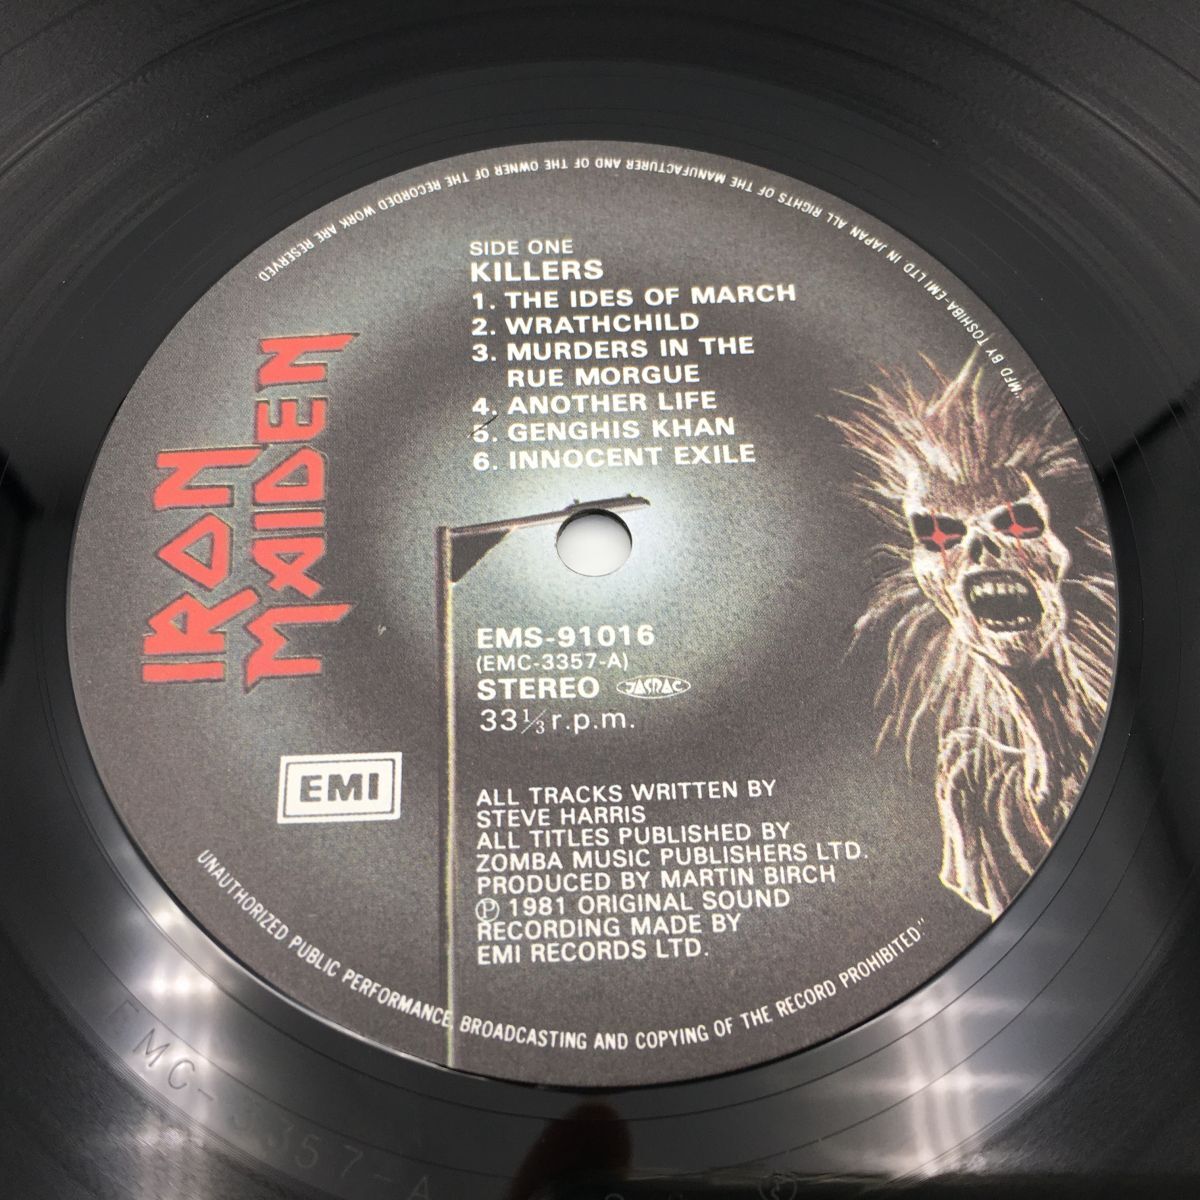 SIDE ONE
KILLERS
1. THE IDES OF MARCH
2. WRATHCHILD
3. MURDERS IN THE
RUE MORGUE
4. ANOTHER LIFE
5. GENGHIS KHAN
6. INNOCENT EXILE
IRON
MAIDEN
EMS-91016
(EMC-3357-A)
STEREO JASRAC
33 1/3 r.p.m.
EMI
ALL TRACKS WRITTEN BY
STEVE HARRIS
ALL TITLES PUBLISHED BY
ZOMBA MUSIC PUBLISHERS LTD.
PRODUCED BY MARTIN BIRCH
Ⓟ 1981 ORIGINAL SOUND
RECORDING MADE BY
EMI RECORDS LTD.
"MFD BY TOSHIBA-EMI LTD IN JAPAN ALL RIGHTS OF THE MANUFACTURER AND OF THE OWNER OF THE RECORDED WORK ARE RESERVED
UNAUTHORIZED PUBLIC PERFORMANCE, BROADCASTING AND COPYING OF THE RECORD PROHIBITED."
EMC-3357-A